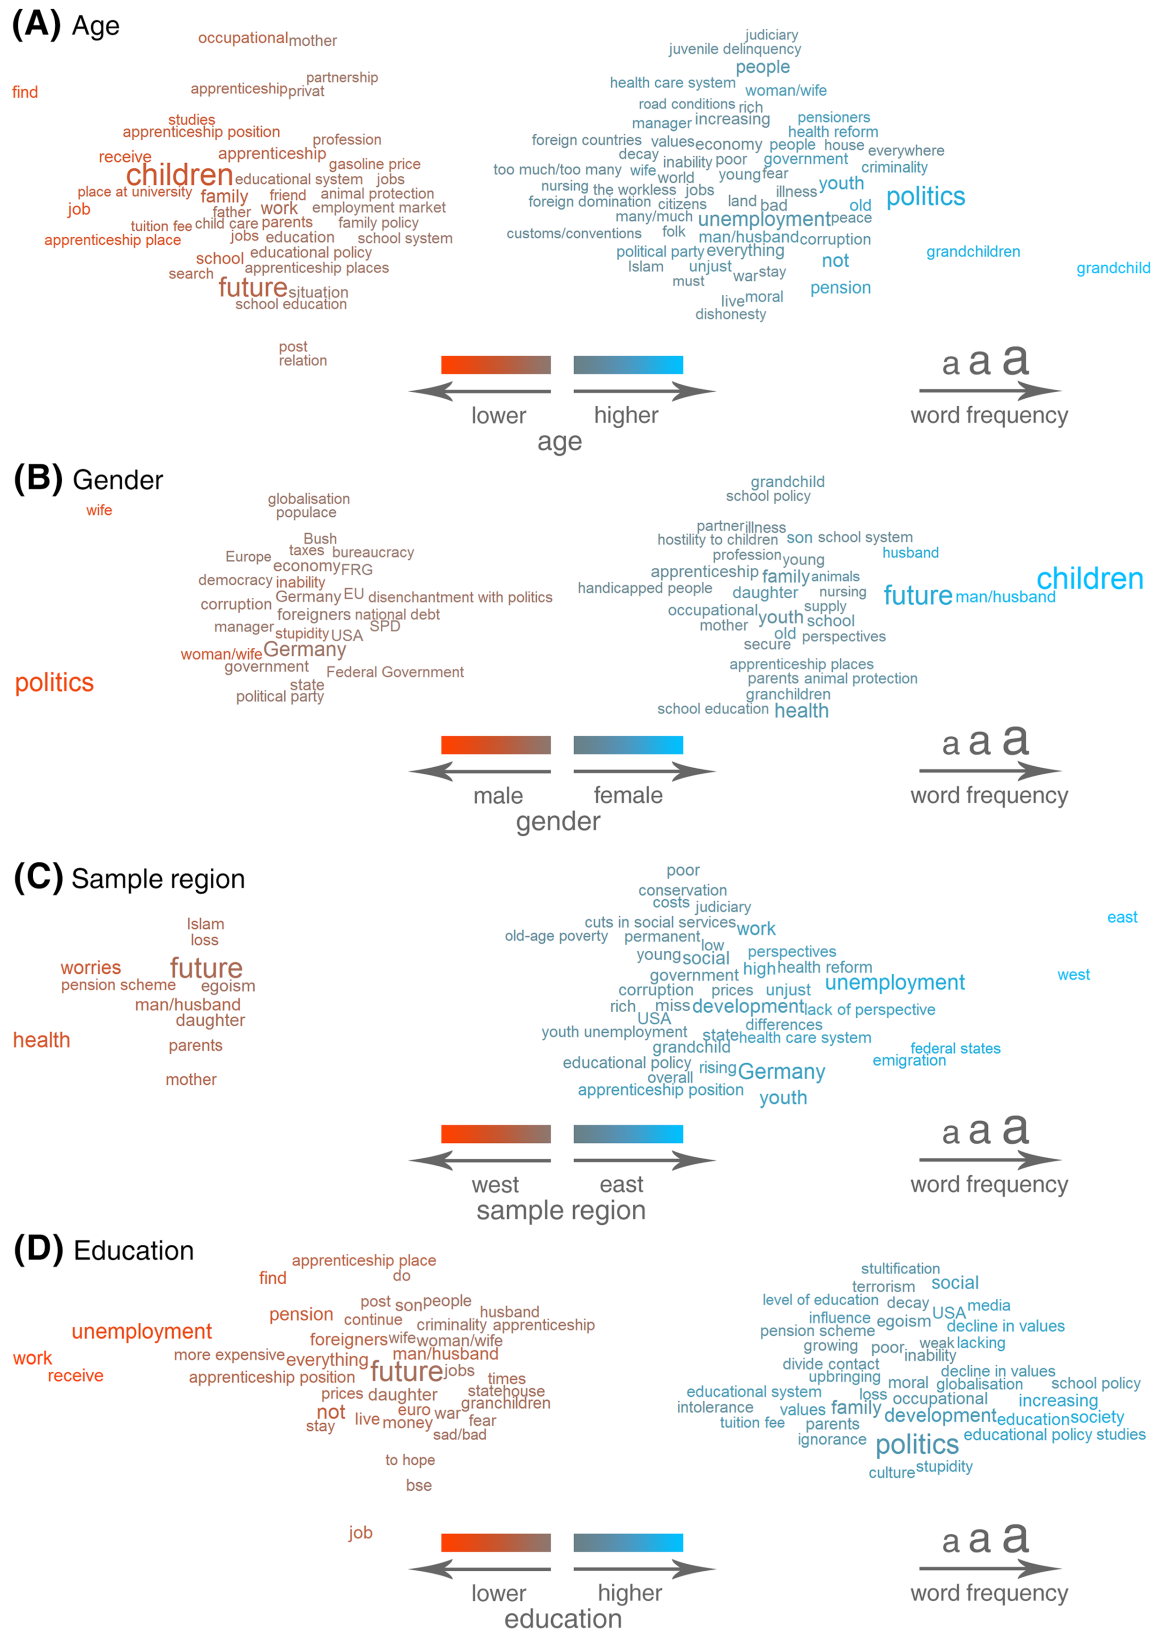 (A) Age
occupational mother
find
partnership
apprenticeship privat
studies
apprenticeship position
profession
receive
apprenticeship
gasoline price
children
educational system
jobs
place at university
family
friend
animal protection
job
father
work
employment market
tuition fee
child care
parents
family policy
apprenticeship place
jobs
education
school system
school
educational policy
search
apprenticeship places
future
situation
school education
post
relation
judiciary
juvenile delinquency
people
health care system
woman/wife
road conditions
rich
manager
increasing
pensioners
health reform
foreign countries
values
economy
people
house
everywhere
decay
inability
poor
government
criminality
too much/too many
wife
world
young
fear
youth
nursing
the workless
jobs
illness
politics
foreign domination
citizens
land
bad
old
many/much
unemployment
peace
customs/conventions
folk
man/husband
corruption
political party
everything
not
grandchildren
Islam
unjust
war
stay
grandchild
must
pension
live
moral
dishonesty
lower
higher
age
a a a
word frequency
(B) Gender
wife
globalisation
populace
Bush
taxes
bureaucracy
Europe
economy
FRG
democracy
inability
Germany
EU
disenchantment with politics
corruption
foreigners
national debt
manager
stupidity
USA
SPD
woman/wife
Germany
government
Federal Government
politics
state
political party
grandchild
school policy
partner
illness
hostility to children
son
school system
profession
young
husband
apprenticeship
family
animals
children
handicapped people
daughter
nursing
future
man/husband
occupational
supply
mother
youth
school
old
perspectives
secure
apprenticeship places
parents
animal protection
granchildren
school education
health
male
female
gender
a a a
word frequency
(C) Sample region
Islam
loss
worries
future
pension scheme
egoism
man/husband
daughter
health
parents
mother
poor
conservation
costs
judiciary
east
cuts in social services
work
old-age poverty
permanent
low
perspectives
young
social
high
health reform
west
government
unemployment
corruption
prices
unjust
rich
miss
development
lack of perspective
USA
differences
youth unemployment
state
health care system
grandchild
federal states
educational policy
rising
emigration
overall
Germany
apprenticeship position
youth
west
east
sample region
a a a
word frequency
(D) Education
apprenticeship place
find
do
post
son
people
pension
continue
husband
criminality
apprenticeship
unemployment
foreigners
wife
woman/wife
work
more expensive
everything
man/husband
receive
apprenticeship position
future
jobs
times
prices
daughter
statehouse
granchildren
not
euro
war
stay
live
money
fear
sad/bad
to hope
bse
job
stultification
terrorism
social
level of education
decay
media
influence
egoism
USA
decline in values
pension scheme
growing
poor
weak
lacking
inability
divide contact
decline in values
upbringing
moral
globalisation
school policy
educational system
loss
occupational
increasing
intolerance
values
family
development
education
society
tuition fee
parents
ignorance
politics
educational policy
studies
culture
stupidity
lower
higher
education
a a a
word frequency